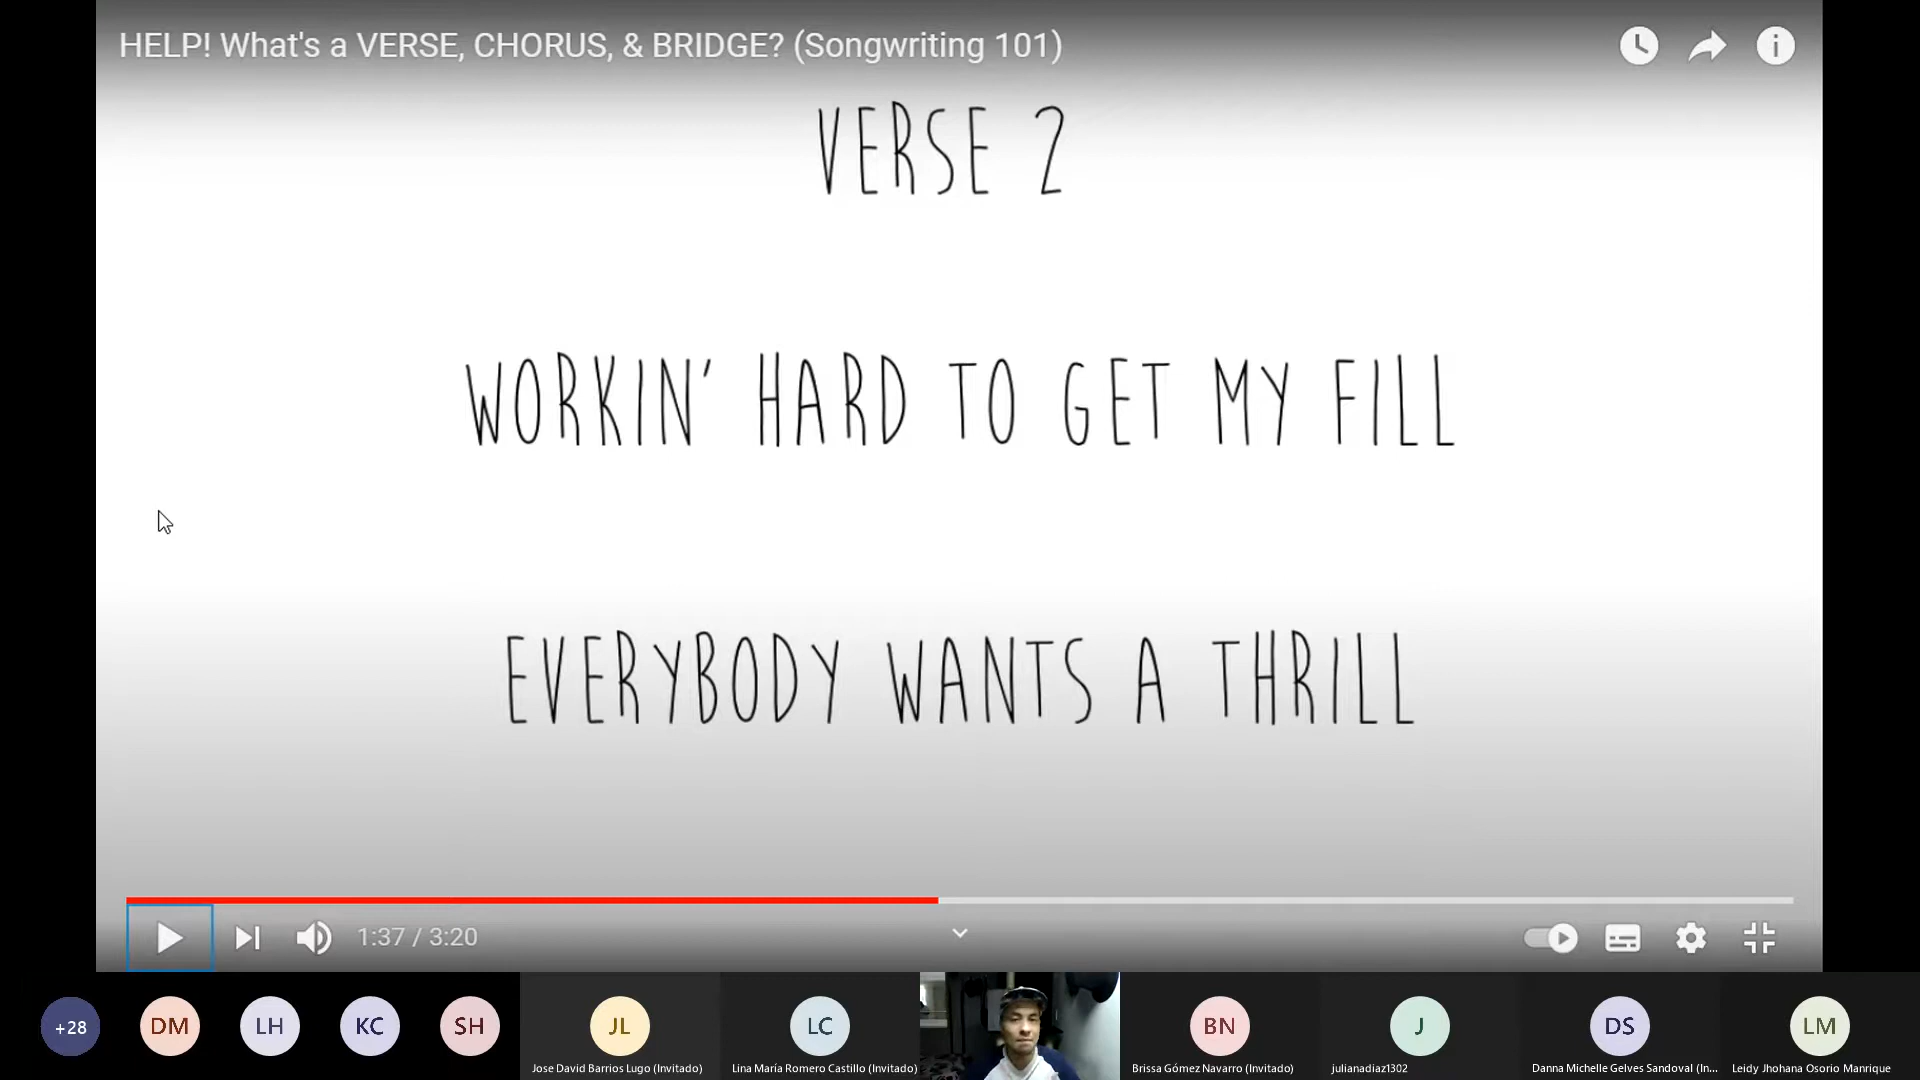 HELP! What's a VERSE, CHORUS, & BRIDGE? (Songwriting 101)
VERSE 2
WORKIN' HARD TO GET MY FILL
EVERYBODY WANTS A THRILL
1:37 / 3:20
+28
DM
LH
KC
SH
JL
LC
BN
J
DS
LM
Jose David Barrios Lugo (Invitado)
Lina María Romero Castillo (Invitado)
Brissa Gómez Navarro (Invitado)
julianadiaz1302
Danna Michelle Gelves Sandoval (In...
Leidy Jhohana Osorio Manrique